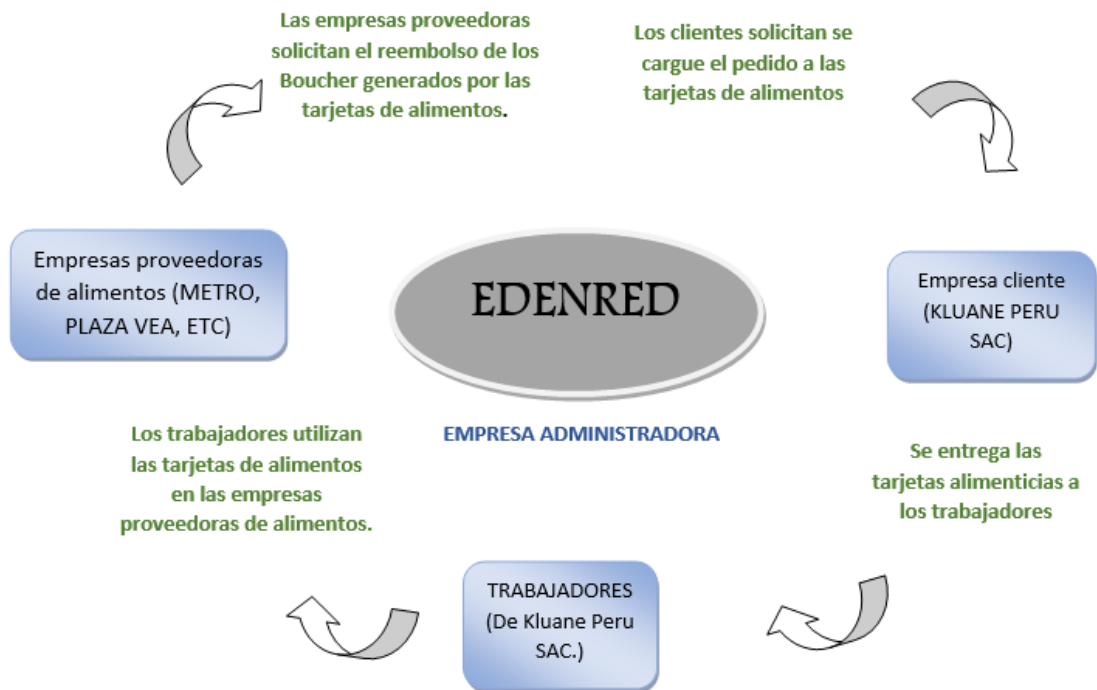 Las empresas proveedoras
solicitan el reembolso de los
Boucher generados por las
tarjetas de alimentos.
Los clientes solicitan se
cargue el pedido a las
tarjetas de alimentos
Empresas proveedoras
de alimentos (METRO,
PLAZA VEA, ETC)
EDENRED
Empresa cliente
(KLUANE PERU
SAC)
EMPRESA ADMINISTRADORA
Los trabajadores utilizan
las tarjetas de alimentos
en las empresas
proveedoras de alimentos.
Se entrega las
tarjetas alimenticias a
los trabajadores
TRABAJADORES
(De Kluane Peru
SAC.)